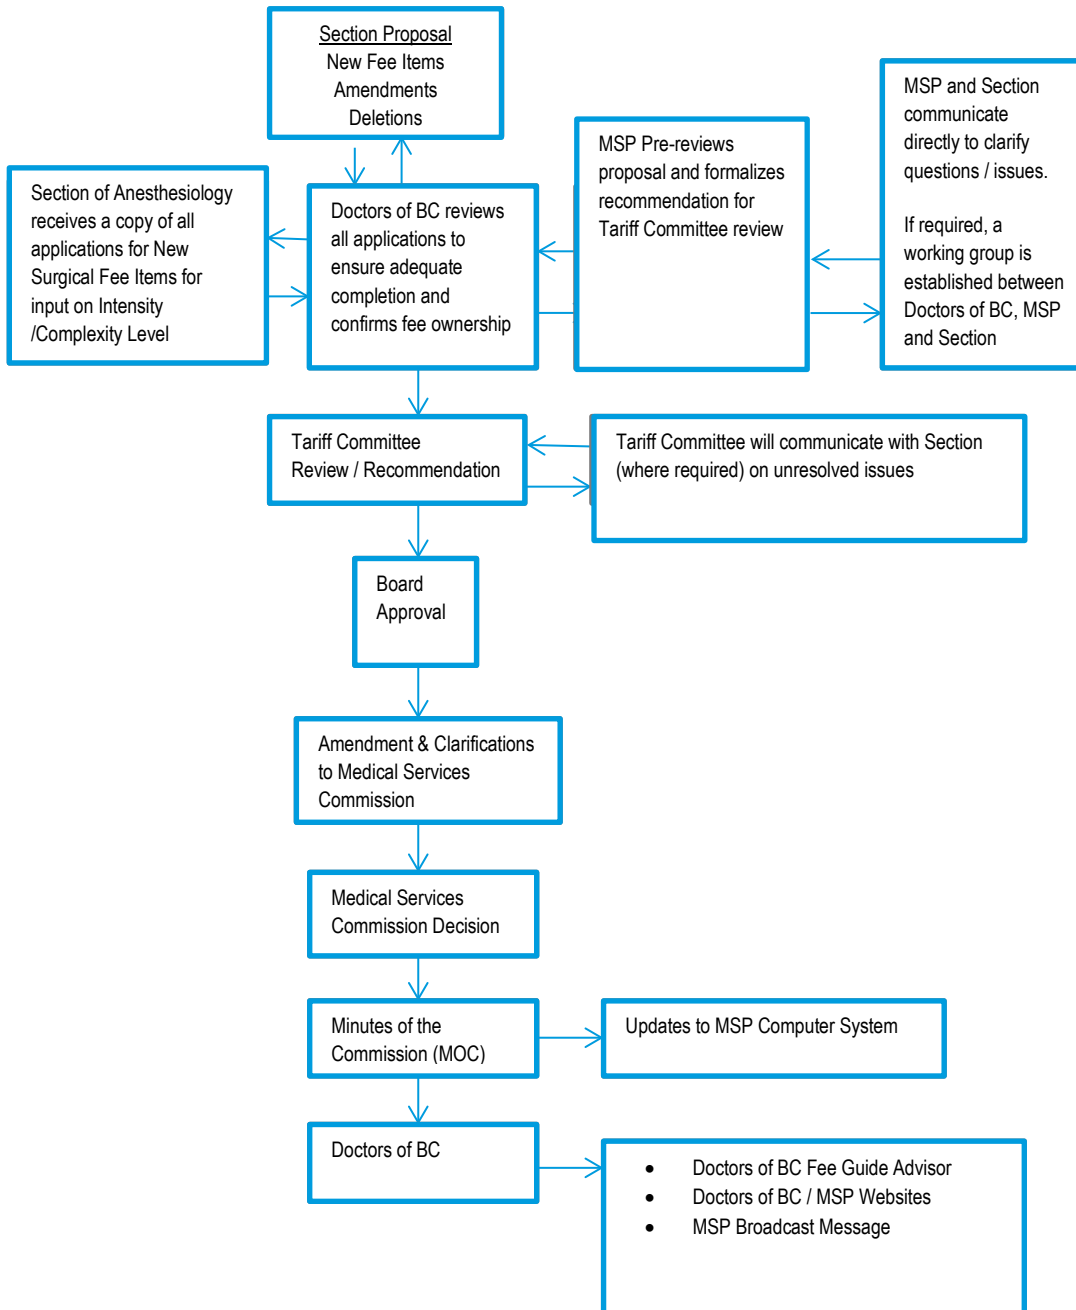 Section Proposal
New Fee Items
Amendments
Deletions
Section of Anesthesiology
receives a copy of all
applications for New
Surgical Fee Items for
input on Intensity
/Complexity Level
Doctors of BC reviews
all applications to
ensure adequate
completion and
confirms fee ownership
MSP Pre-reviews
proposal and formalizes
recommendation for
Tariff Committee review
MSP and Section
communicate
directly to clarify
questions / issues.
If required, a
working group is
established between
Doctors of BC, MSP
and Section
Tariff Committee
Review / Recommendation
Tariff Committee will communicate with Section
(where required) on unresolved issues
Board
Approval
Amendment & Clarifications
to Medical Services
Commission
Medical Services
Commission Decision
Minutes of the
Commission (MOC)
Updates to MSP Computer System
Doctors of BC
• Doctors of BC Fee Guide Advisor
• Doctors of BC / MSP Websites
• MSP Broadcast Message